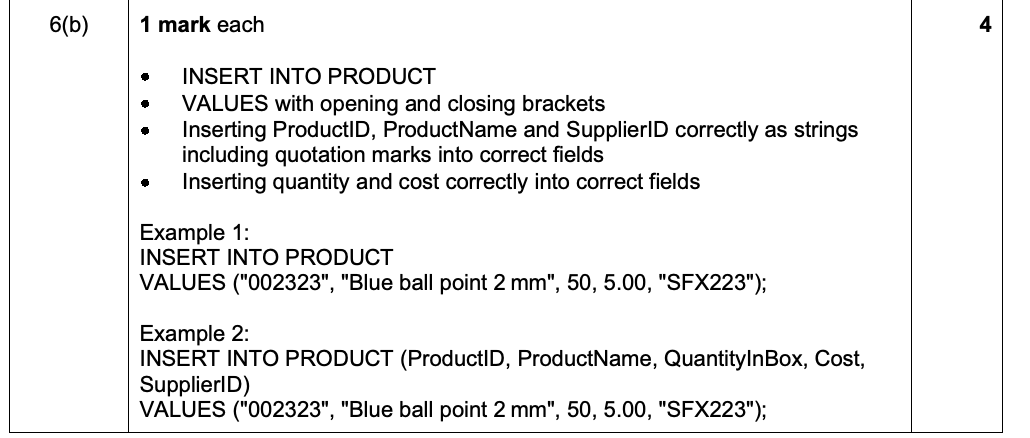 6(b)
1 mark each
4
• INSERT INTO PRODUCT
• VALUES with opening and closing brackets
• Inserting ProductID, ProductName and SupplierID correctly as strings
including quotation marks into correct fields
• Inserting quantity and cost correctly into correct fields
Example 1:
INSERT INTO PRODUCT
VALUES ("002323", "Blue ball point 2 mm", 50, 5.00, "SFX223");
Example 2:
INSERT INTO PRODUCT (ProductID, ProductName, QuantityInBox, Cost,
SupplierID)
VALUES ("002323", "Blue ball point 2 mm", 50, 5.00, "SFX223");